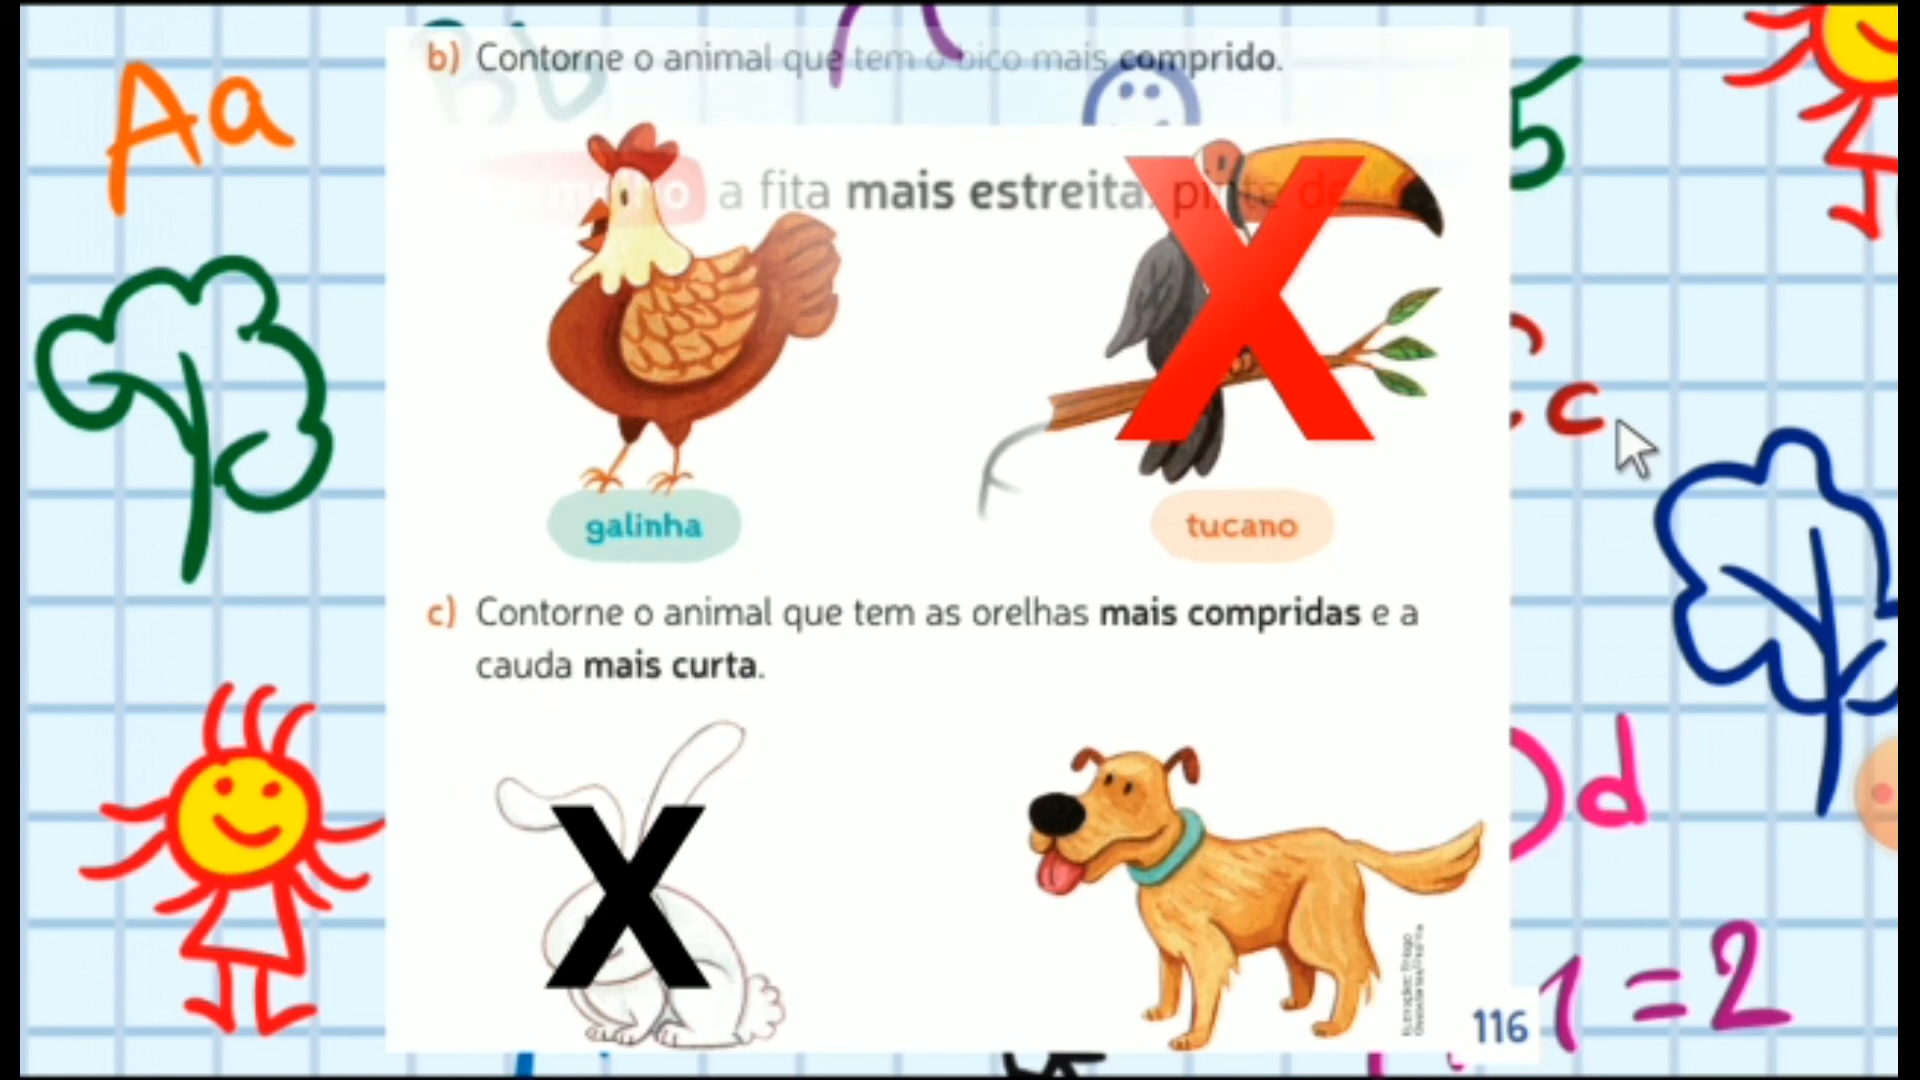 Aa
Bb
b) Contorne o animal que tem o bico mais comprido.
5
a fita mais estreita.
X
galinha
tucano
c
c) Contorne o animal que tem as orelhas mais compridas e a
cauda mais curta.
X
d
1 = 2
116